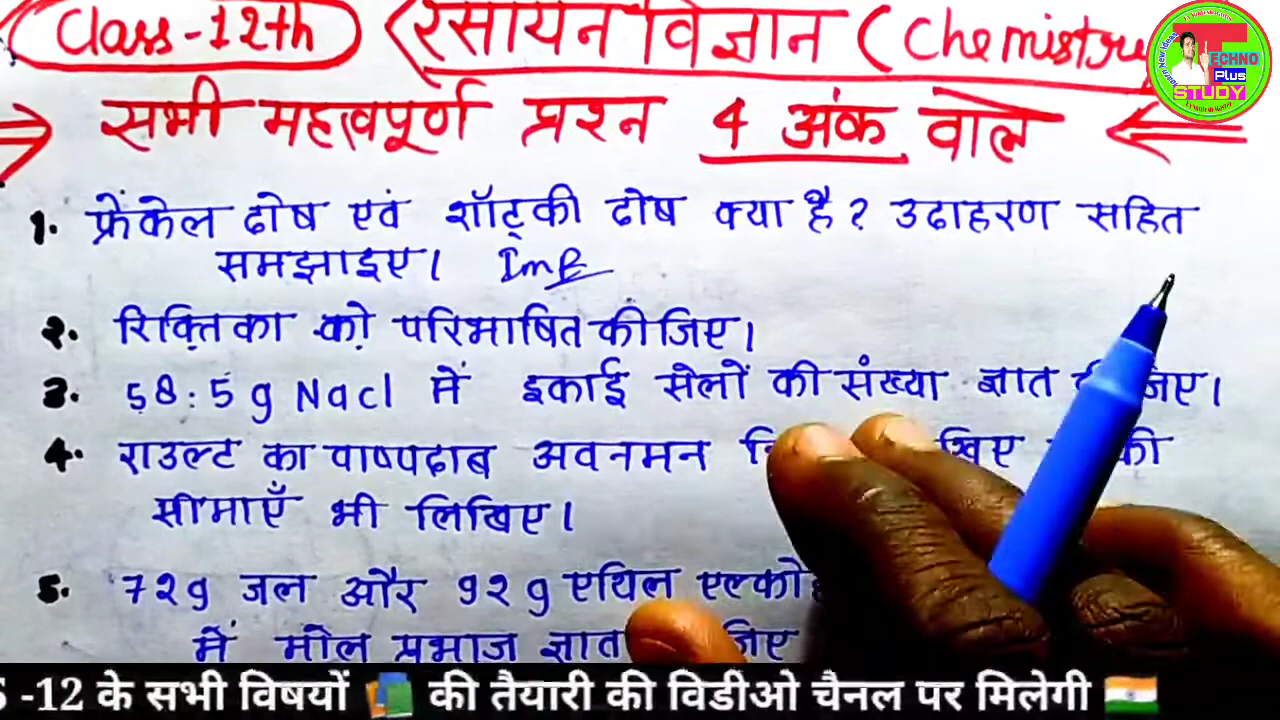 Class-12th रसायन विज्ञान (Chemistry
TECHNO
Plus
STUDY
सभी महत्वपूर्ण प्रश्न 4 अंक वाले
1. फ्रेंकेल दोष एवं शॉट्की दोष क्या है? उदाहरण सहित
समझाइए। Imp
२. रिक्तिका को परिभाषित कीजिए।
3. 58.5g Nacl में इकाई सेलों की संख्या ज्ञात
4. राउल्ट का वाष्पदाब अवनमन
सीमाएँ भी लिखिए।
5. 72g जल और 92g एथिल
में मोल प्रभाज ज्ञात
-12 के सभी विषयों की तैयारी की विडीओ चैनल पर मिलेगी